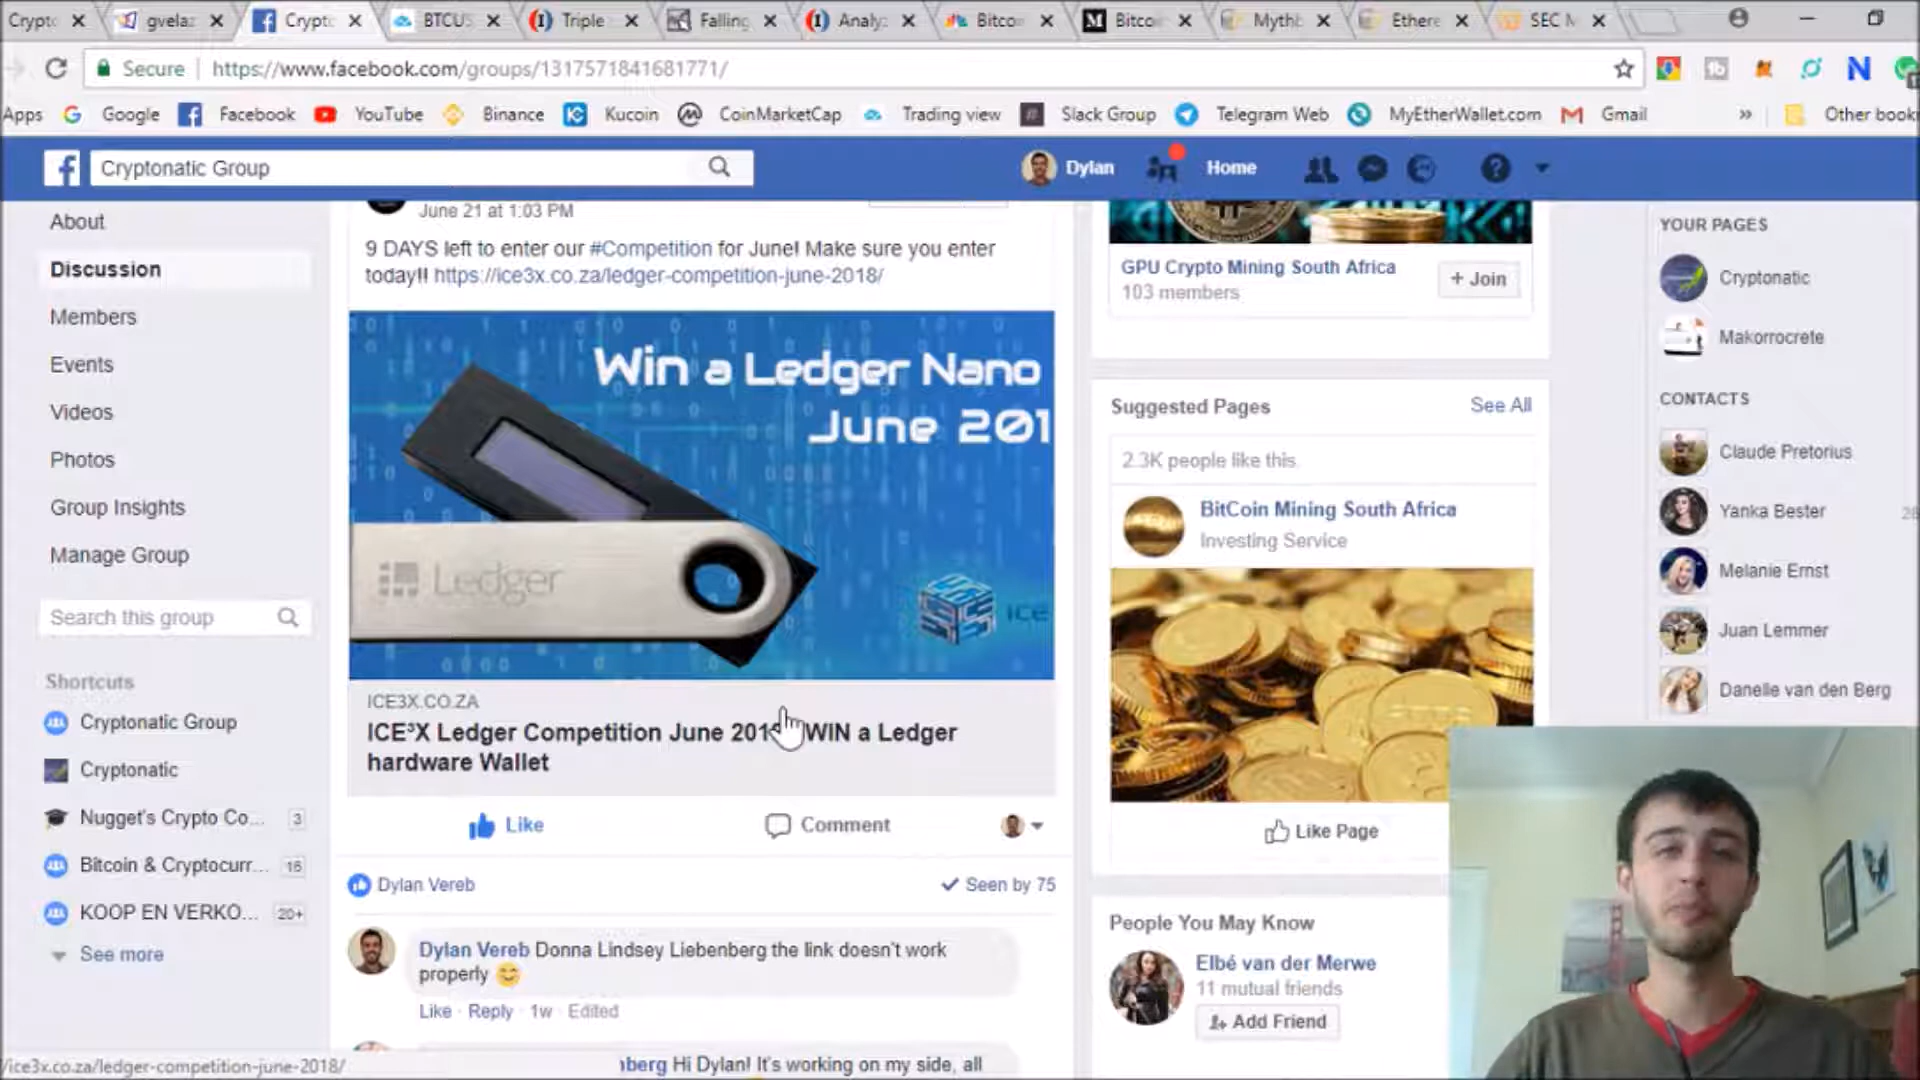 Crypto
gvelaz
Crypto
BTCUS
Triple
Falling
Analy
Bitcoi
Bitcoi
Mythb
Ethere
SEC M
Secure
https://www.facebook.com/groups/1317571841681771/
Apps
Google
Facebook
YouTube
Binance
Kucoin
CoinMarketCap
Trading view
Slack Group
Telegram Web
MyEtherWallet.com
Gmail
»
Other book
Cryptonatic Group
Dylan
Home
About
Discussion
Members
Events
Videos
Photos
Group Insights
Manage Group
Search this group
Shortcuts
Cryptonatic Group
Cryptonatic
Nugget's Crypto Co... 3
Bitcoin & Cryptocurr... 16
KOOP EN VERKO... 20+
See more
/ice3x.co.za/ledger-competition-june-2018/
June 21 at 1:03 PM
9 DAYS left to enter our #Competition for June! Make sure you enter
today!! https://ice3x.co.za/ledger-competition-june-2018/
Win a Ledger Nano
June 201
Ledger
ICE
ICE3X.CO.ZA
ICE³X Ledger Competition June 201 WIN a Ledger
hardware Wallet
Like
Comment
Dylan Vereb
Seen by 75
Dylan Vereb Donna Lindsey Liebenberg the link doesn't work
properly
Like · Reply · 1w · Edited
berg Hi Dylan! It's working on my side, all
GPU Crypto Mining South Africa
103 members
+ Join
Suggested Pages
See All
2.3K people like this.
BitCoin Mining South Africa
Investing Service
Like Page
People You May Know
Elbé van der Merwe
11 mutual friends
Add Friend
YOUR PAGES
Cryptonatic
Makorrocrete
CONTACTS
Claude Pretorius
Yanka Bester
Melanie Ernst
Juan Lemmer
Danelle van den Berg